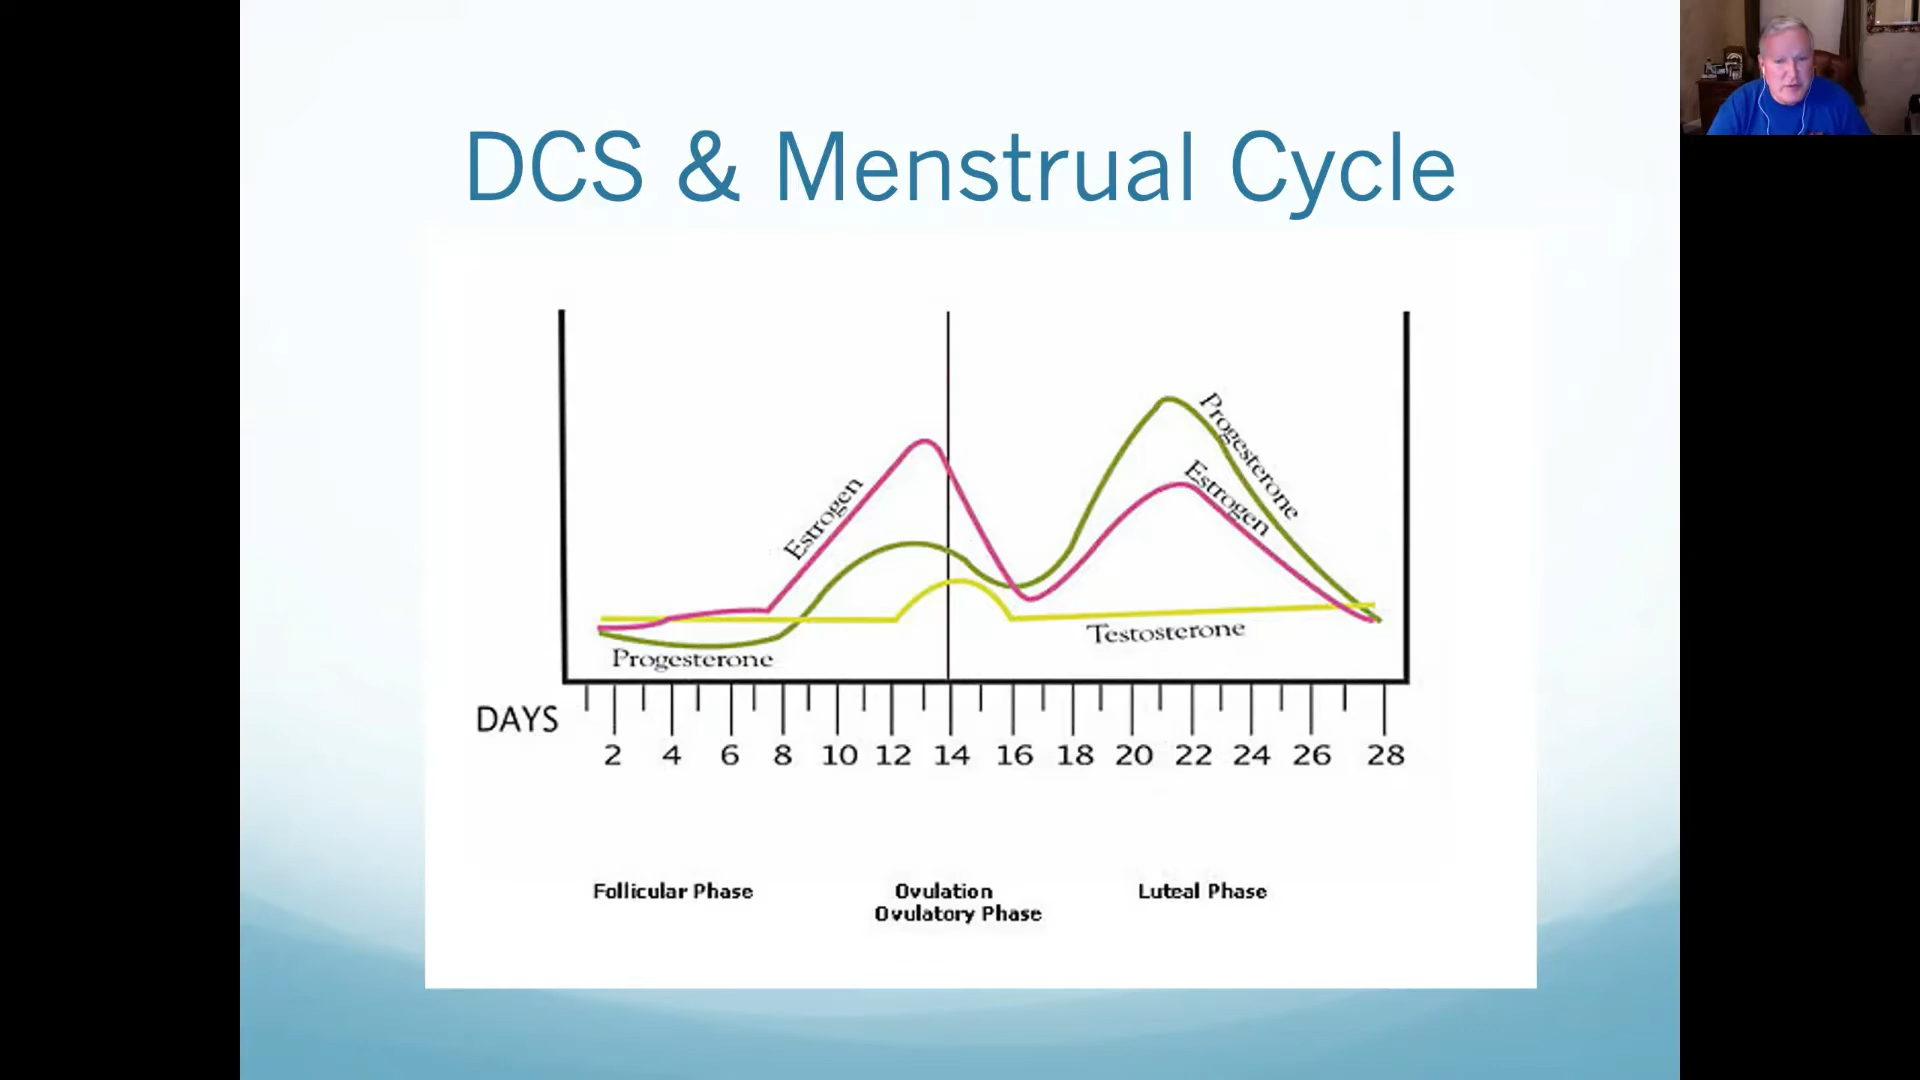 DCS & Menstrual Cycle
Estrogen
Progesterone
Estrogen
Progesterone
Testosterone
DAYS
2 4 6 8 10 12 14 16 18 20 22 24 26 28
Follicular Phase
Ovulation
Ovulatory Phase
Luteal Phase